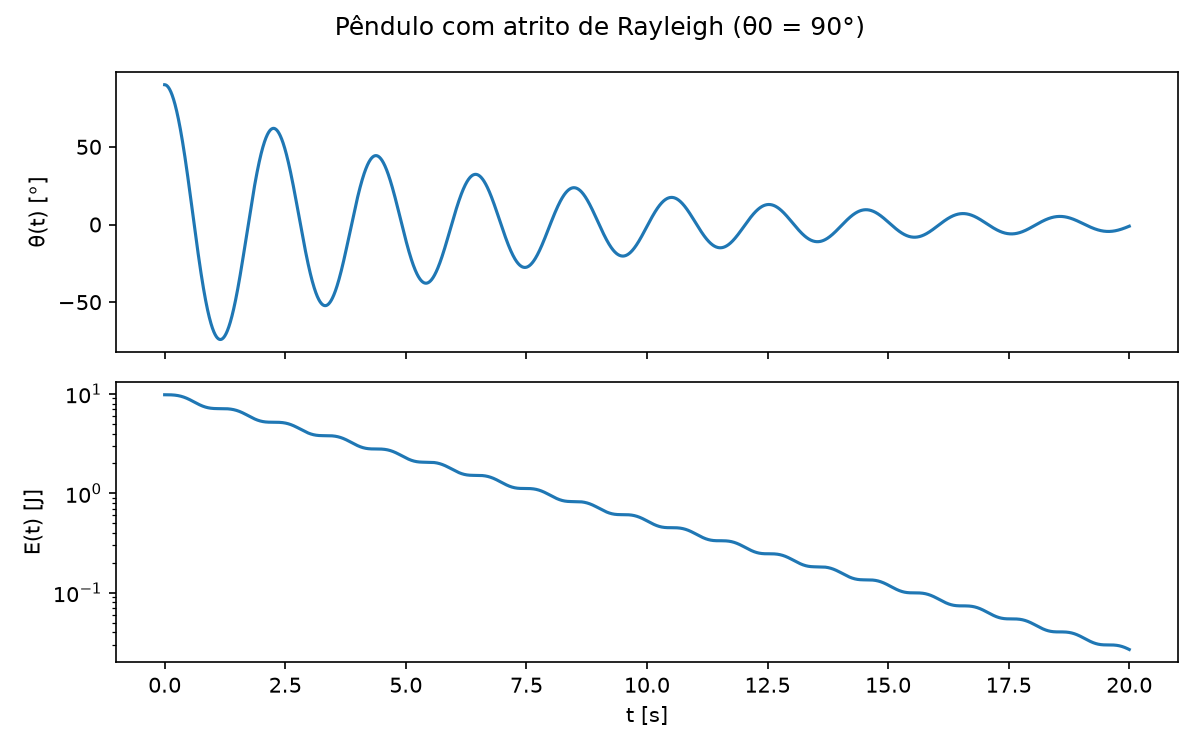 Pêndulo com atrito de Rayleigh (θ0 = 90°)
θ(t) [°]
50
0
−50
E(t) [J]
10¹
10⁰
10⁻¹
0.0 2.5 5.0 7.5 10.0 12.5 15.0 17.5 20.0
t [s]